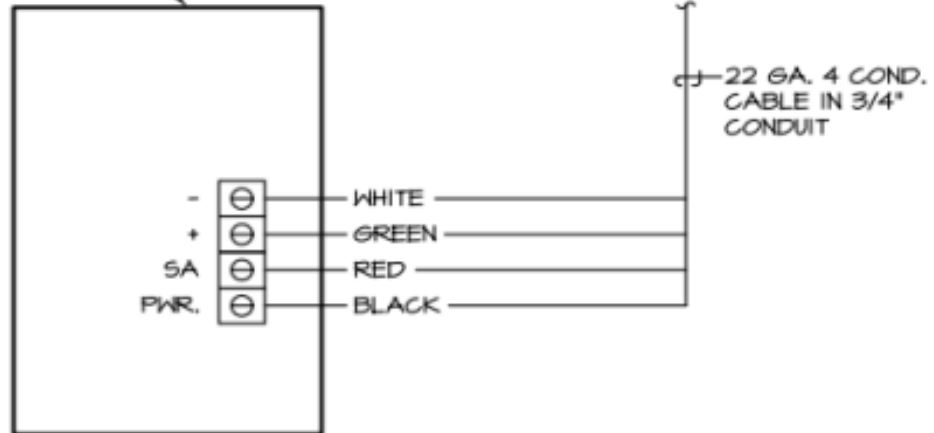 22 GA. 4 COND.
CABLE IN 3/4"
CONDUIT
- WHITE
+ GREEN
SA RED
PWR. BLACK